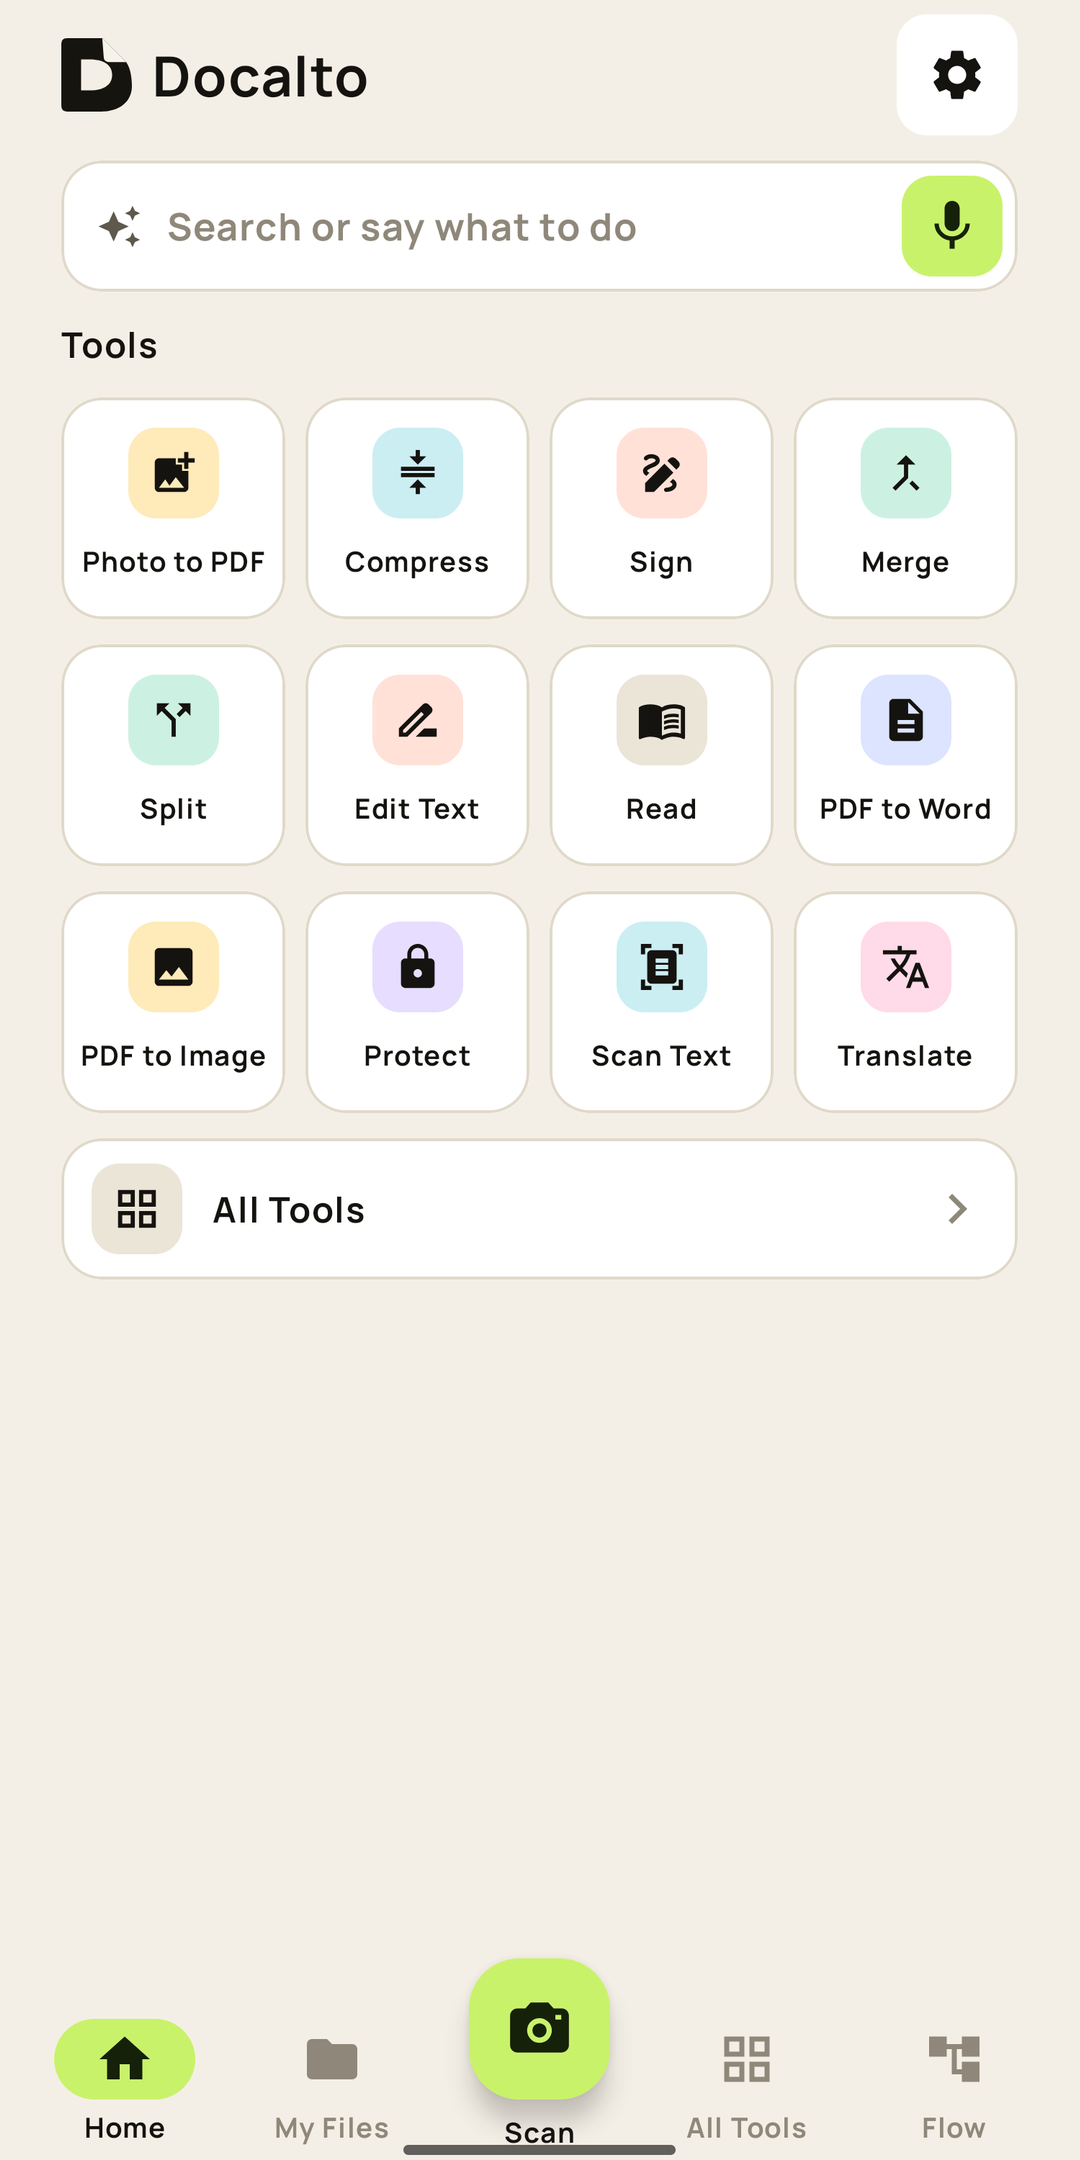 Docalto
Search or say what to do
Tools
Photo to PDF
Compress
Sign
Merge
Split
Edit Text
Read
PDF to Word
PDF to Image
Protect
Scan Text
Translate
All Tools
Home
My Files
Scan
All Tools
Flow